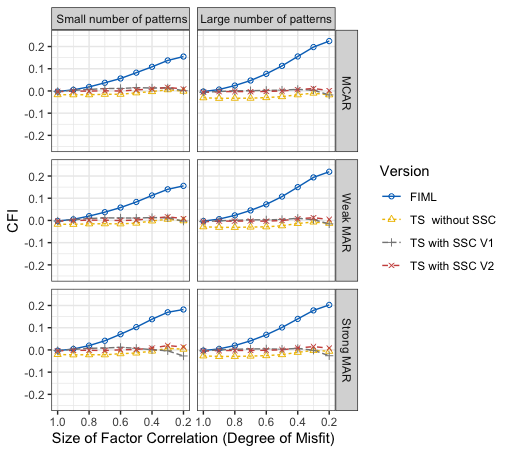 Small number of patterns
Large number of patterns
0.2
0.1
0.0
-0.1
-0.2
MCAR
0.2
0.1
0.0
-0.1
-0.2
Weak MAR
0.2
0.1
0.0
-0.1
-0.2
Strong MAR
CFI
1.0 0.8 0.6 0.4 0.2
1.0 0.8 0.6 0.4 0.2
Size of Factor Correlation (Degree of Misfit)
Version
FIML
TS without SSC
TS with SSC V1
TS with SSC V2